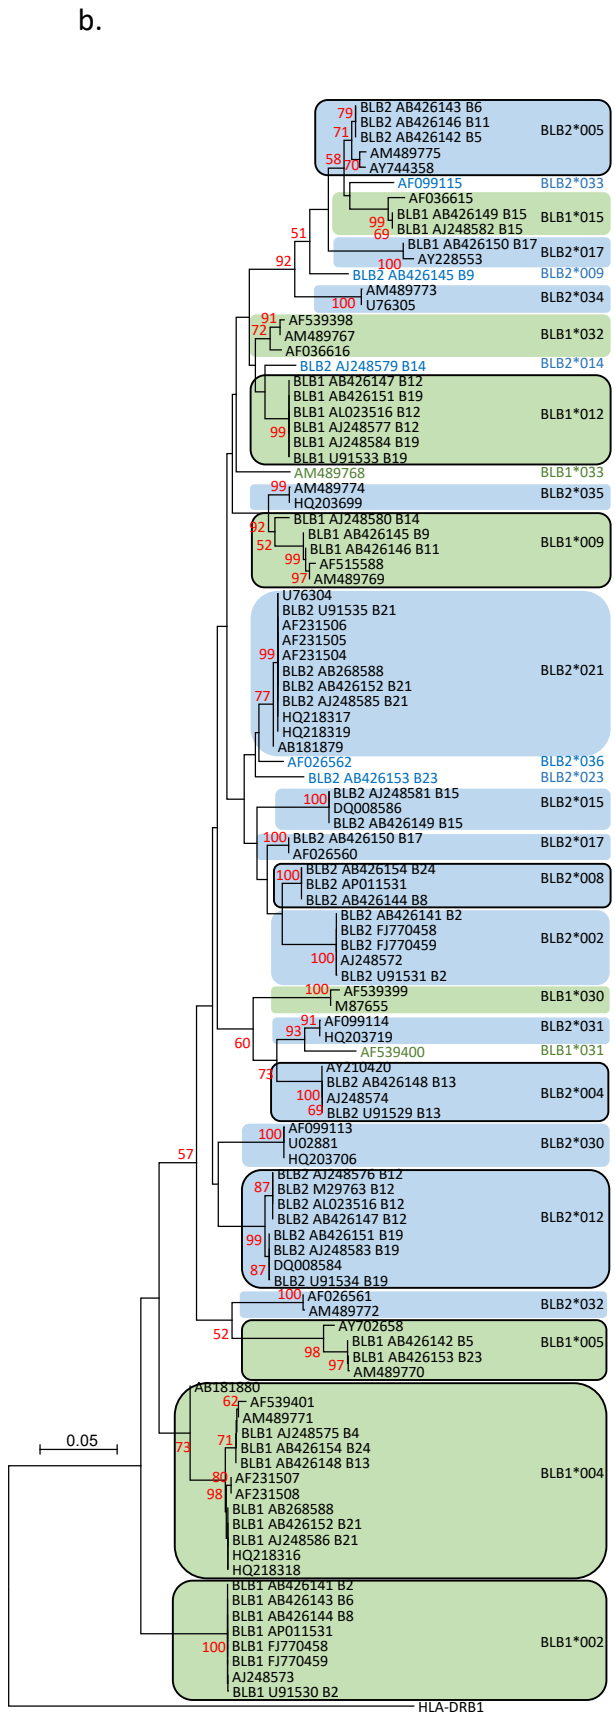 b.
79
BLB2 AB426143 B6
BLB2 AB426146 B11
BLB2*005
71
BLB2 AB426142 B5
58
70
AM489775
AY744358
AF099115
BLB2*033
AF036615
99
BLB1 AB426149 B15
BLB1*015
69
BLB1 AJ248582 B15
51
BLB1 AB426150 B17
BLB2*017
100
AY228553
92
BLB2 AB426145 B9
BLB2*009
AM489773
BLB2*034
100
U76305
91
AF539398
BLB1*032
72
AM489767
AF036616
BLB2 AJ248579 B14
BLB2*014
BLB1 AB426147 B12
BLB1 AB426151 B19
BLB1 AL023516 B12
BLB1*012
99
BLB1 AJ248577 B12
BLB1 AJ248584 B19
BLB1 U91533 B19
AM489768
BLB1*033
99
AM489774
BLB2*035
HQ203699
92
BLB1 AJ248580 B14
52
BLB1 AB426145 B9
BLB1*009
99
BLB1 AB426146 B11
AF515588
97
AM489769
U76304
BLB2 U91535 B21
AF231506
AF231505
99
AF231504
BLB2 AB268588
BLB2*021
BLB2 AB426152 B21
77
BLB2 AJ248585 B21
HQ218317
HQ218319
AB181879
AF026562
BLB2*036
BLB2 AB426153 B23
BLB2*023
100
BLB2 AJ248581 B15
BLB2*015
DQ008586
BLB2 AB426149 B15
100
BLB2 AB426150 B17
BLB2*017
AF026560
100
BLB2 AB426154 B24
BLB2*008
BLB2 AP011531
BLB2 AB426144 B8
BLB2 AB426141 B2
BLB2 FJ770458
BLB2*002
BLB2 FJ770459
100
AJ248572
BLB2 U91531 B2
100
AF539399
BLB1*030
M87655
91
AF099114
BLB2*031
93
HQ203719
60
AF539400
BLB1*031
73
AY210420
BLB2 AB426148 B13
BLB2*004
100
AJ248574
69
BLB2 U91529 B13
100
AF099113
BLB2*030
U02881
57
HQ203706
BLB2 AJ248576 B12
87
BLB2 M29763 B12
BLB2 AL023516 B12
BLB2*012
BLB2 AB426147 B12
99
BLB2 AB426151 B19
BLB2 AJ248583 B19
87
DQ008584
BLB2 U91534 B19
100
AF026561
BLB2*032
AM489772
52
AY702658
BLB1*005
98
BLB1 AB426142 B5
97
BLB1 AB426153 B23
AM489770
AB181880
62
AF539401
AM489771
0.05
73
71
BLB1 AJ248575 B4
BLB1 AB426154 B24
BLB1 AB426148 B13
BLB1*004
80
AF231507
98
AF231508
BLB1 AB268588
BLB1 AB426152 B21
BLB1 AJ248586 B21
HQ218316
HQ218318
BLB1 AB426141 B2
BLB1 AB426143 B6
BLB1 AB426144 B8
BLB1 AP011531
BLB1*002
100
BLB1 FJ770458
BLB1 FJ770459
AJ248573
BLB1 U91530 B2
HLA-DRB1